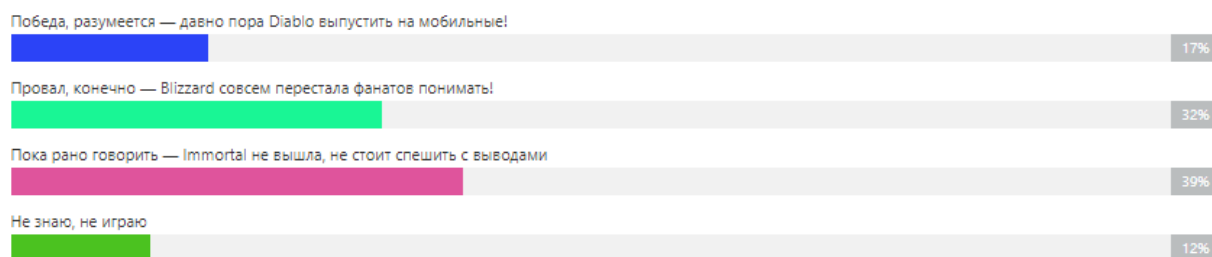 Победа, разумеется — давно пора Diablo выпустить на мобильные!
17%
Провал, конечно — Blizzard совсем перестала фанатов понимать!
32%
Пока рано говорить — Immortal не вышла, не стоит спешить с выводами
39%
Не знаю, не играю
12%